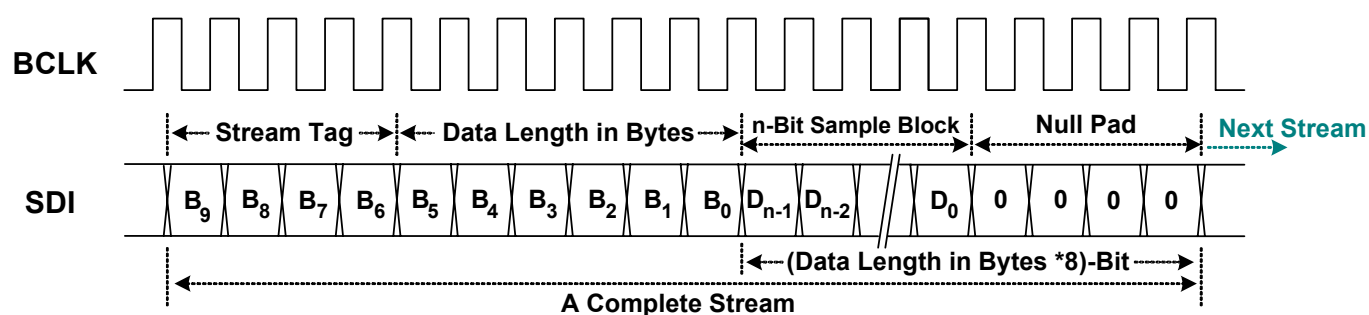 BCLK
Stream Tag Data Length in Bytes n-Bit Sample Block Null Pad Next Stream
SDI B9 B8 B7 B6 B5 B4 B3 B2 B1 B0 Dn-1 Dn-2 D0 0 0 0 0
(Data Length in Bytes *8)-Bit
A Complete Stream